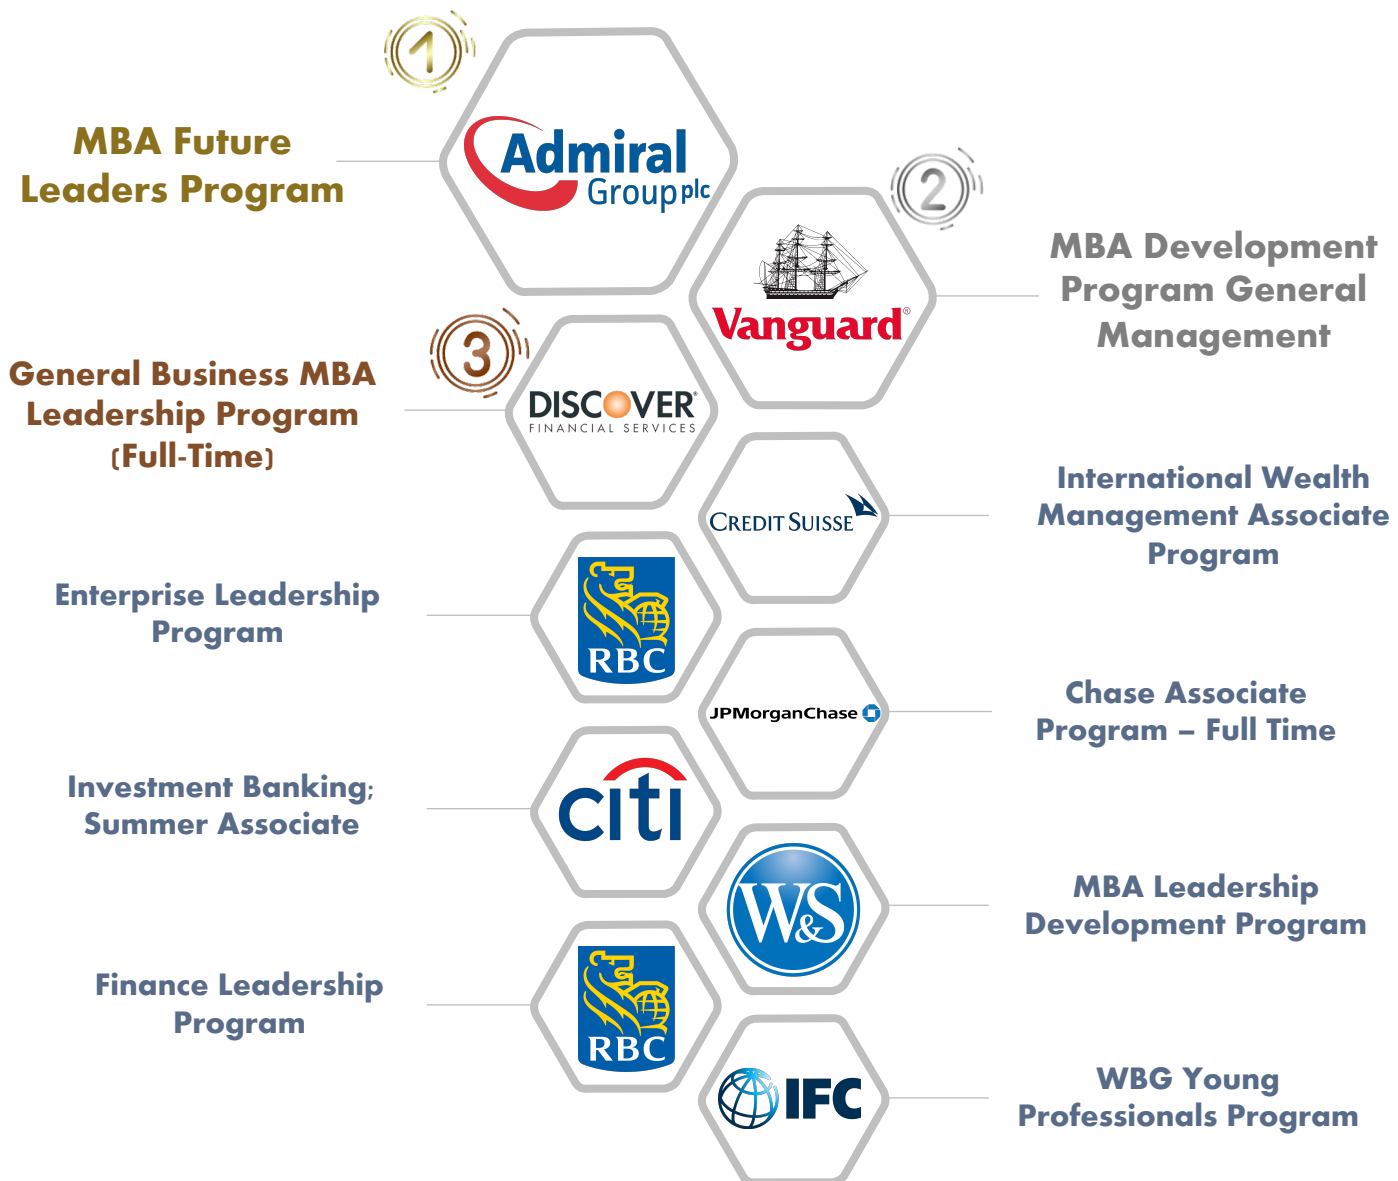 1
MBA Future
Leaders Program
Admiral
Group plc
2
Vanguard®
MBA Development
Program General
Management
3
General Business MBA
Leadership Program
(Full-Time)
DISCOVER®
FINANCIAL SERVICES
CREDIT SUISSE
International Wealth
Management Associate
Program
Enterprise Leadership
Program
RBC
JPMorganChase
Chase Associate
Program – Full Time
Investment Banking;
Summer Associate
citi
W&S
MBA Leadership
Development Program
Finance Leadership
Program
RBC
IFC
WBG Young
Professionals Program